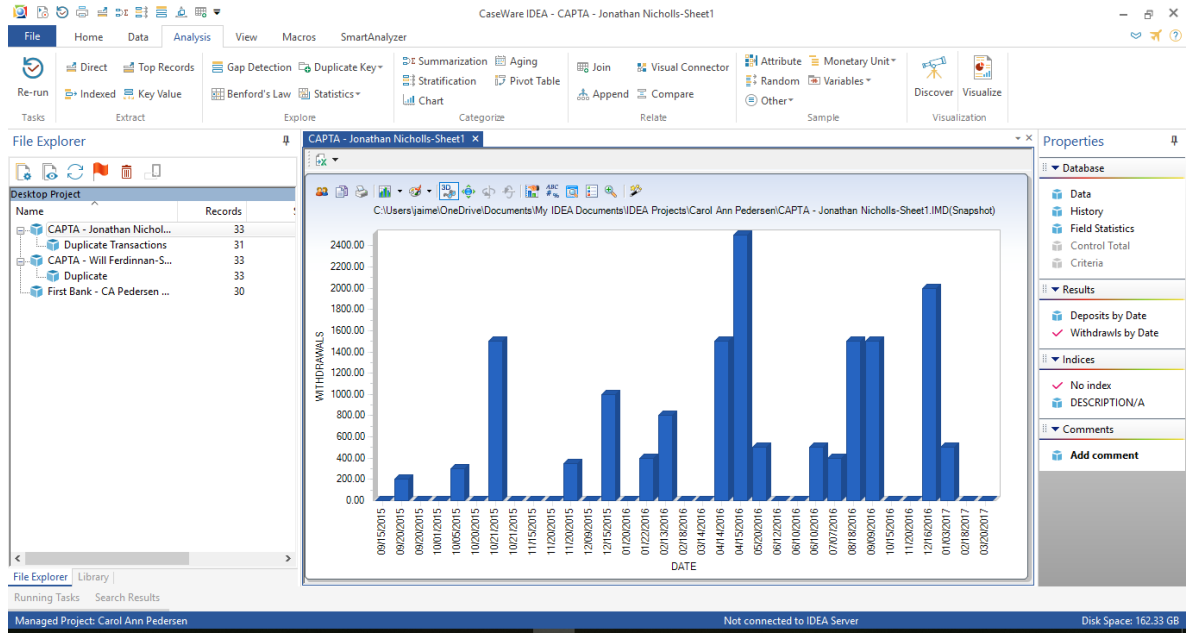 CaseWare IDEA - CAPTA - Jonathan Nicholls-Sheet1
File Home Data Analysis View Macros SmartAnalyzer
Re-run
Tasks
Direct Top Records
Indexed Key Value
Extract
Gap Detection Duplicate Key
Benford's Law Statistics
Explore
Summarization Aging
Stratification Pivot Table
Chart
Categorize
Join Visual Connector
Append Compare
Relate
Attribute Monetary Unit
Random Variables
Other
Sample
Discover Visualize
Visualization
File Explorer
Desktop Project
Name Records
CAPTA - Jonathan Nichol... 33
Duplicate Transactions 31
CAPTA - Will Ferdinnan-S... 33
Duplicate 33
First Bank - CA Pedersen ... 30
File Explorer Library
Running Tasks Search Results
CAPTA - Jonathan Nicholls-Sheet1
3D
ABC
#%
C:\Users\jaime\OneDrive\Documents\My IDEA Documents\IDEA Projects\Carol Ann Pedersen\CAPTA - Jonathan Nicholls-Sheet1.IMD(Snapshot)
WITHDRAWALS
2400.00
2200.00
2000.00
1800.00
1600.00
1400.00
1200.00
1000.00
800.00
600.00
400.00
200.00
0.00
09/15/2015
09/20/2015
09/20/2015
10/01/2015
10/05/2015
10/20/2015
10/21/2015
10/21/2015
11/15/2015
11/20/2015
11/20/2015
12/09/2015
12/15/2015
01/20/2016
01/22/2016
02/13/2016
02/18/2016
03/14/2016
04/14/2016
04/15/2016
05/20/2016
06/12/2016
06/10/2016
06/10/2016
07/07/2016
08/18/2016
09/09/2016
10/15/2016
11/20/2016
12/16/2016
01/03/2017
02/18/2017
03/20/2017
DATE
Properties
Database
Data
History
Field Statistics
Control Total
Criteria
Results
Deposits by Date
Withdrawls by Date
Indices
No index
DESCRIPTION/A
Comments
Add comment
Managed Project: Carol Ann Pedersen Not connected to IDEA Server Disk Space: 162.33 GB